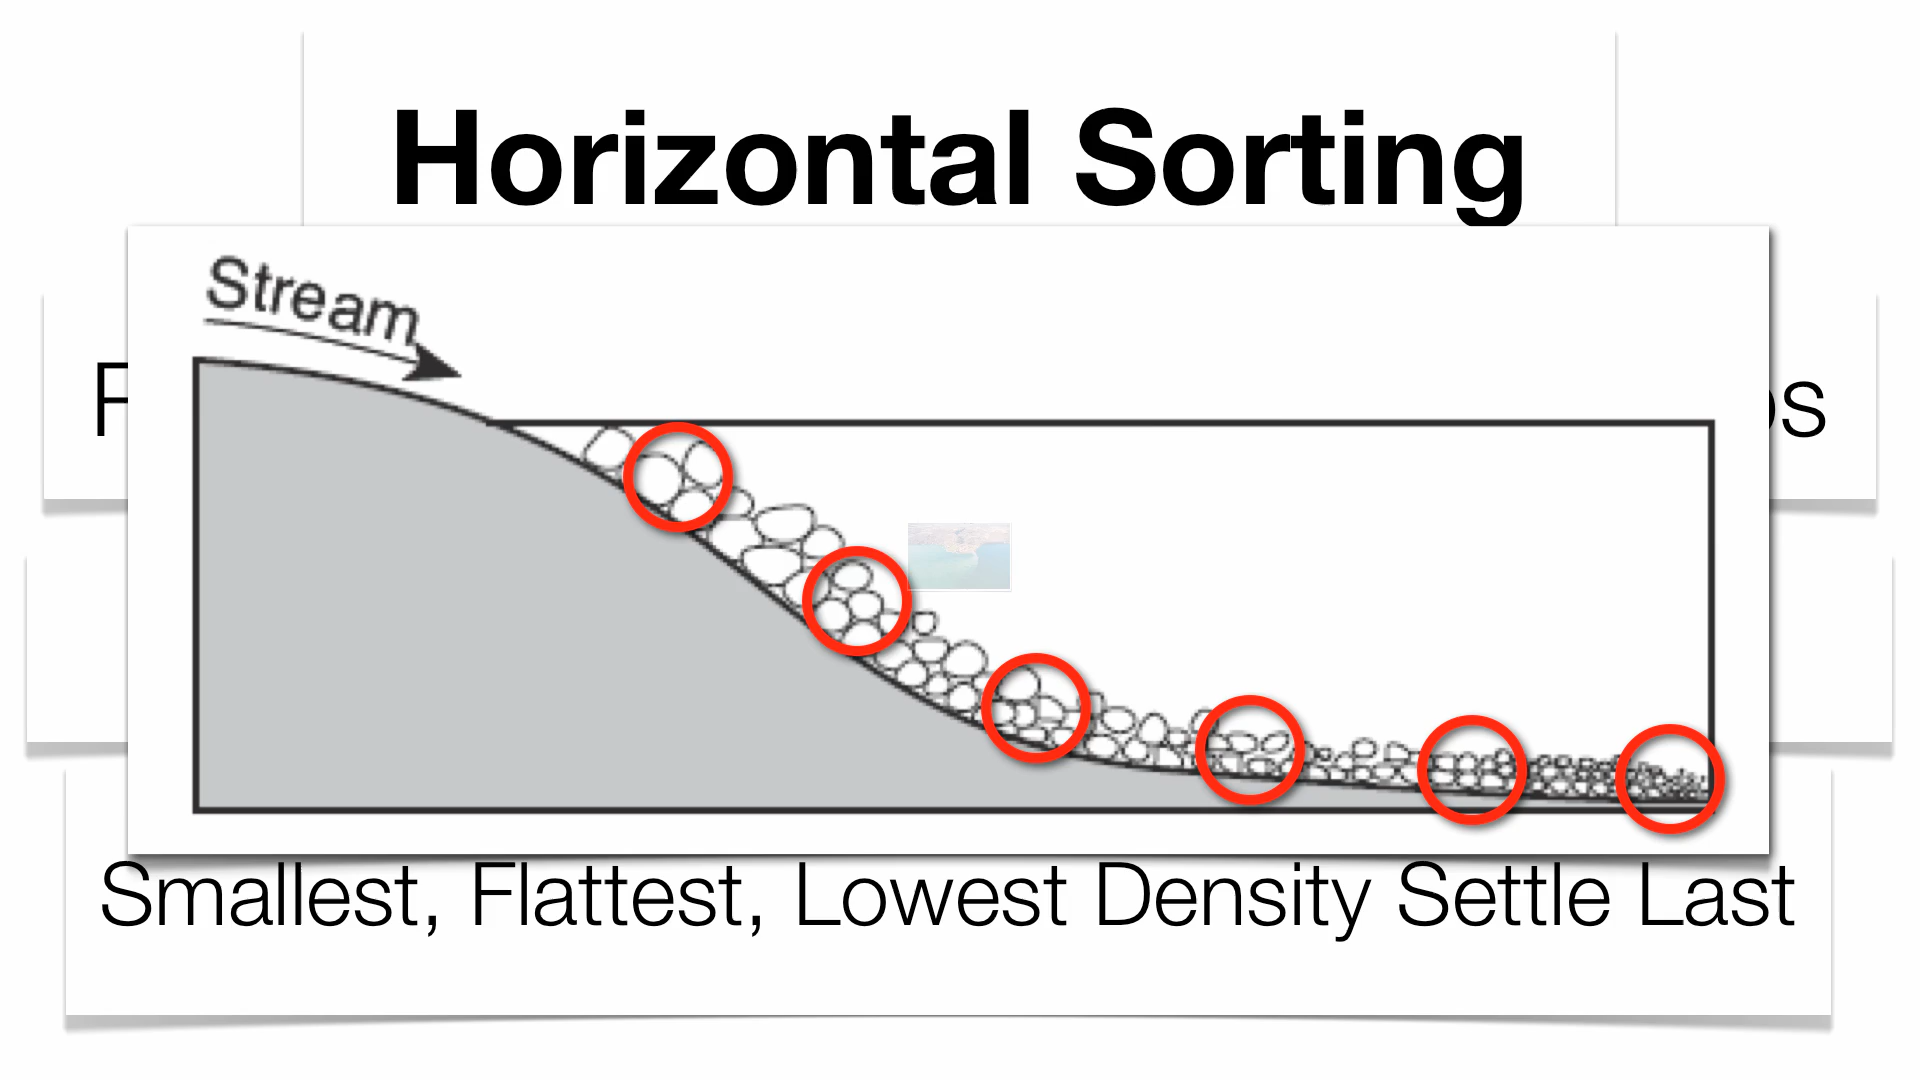 Horizontal Sorting
Stream
Smallest, Flattest, Lowest Density Settle Last